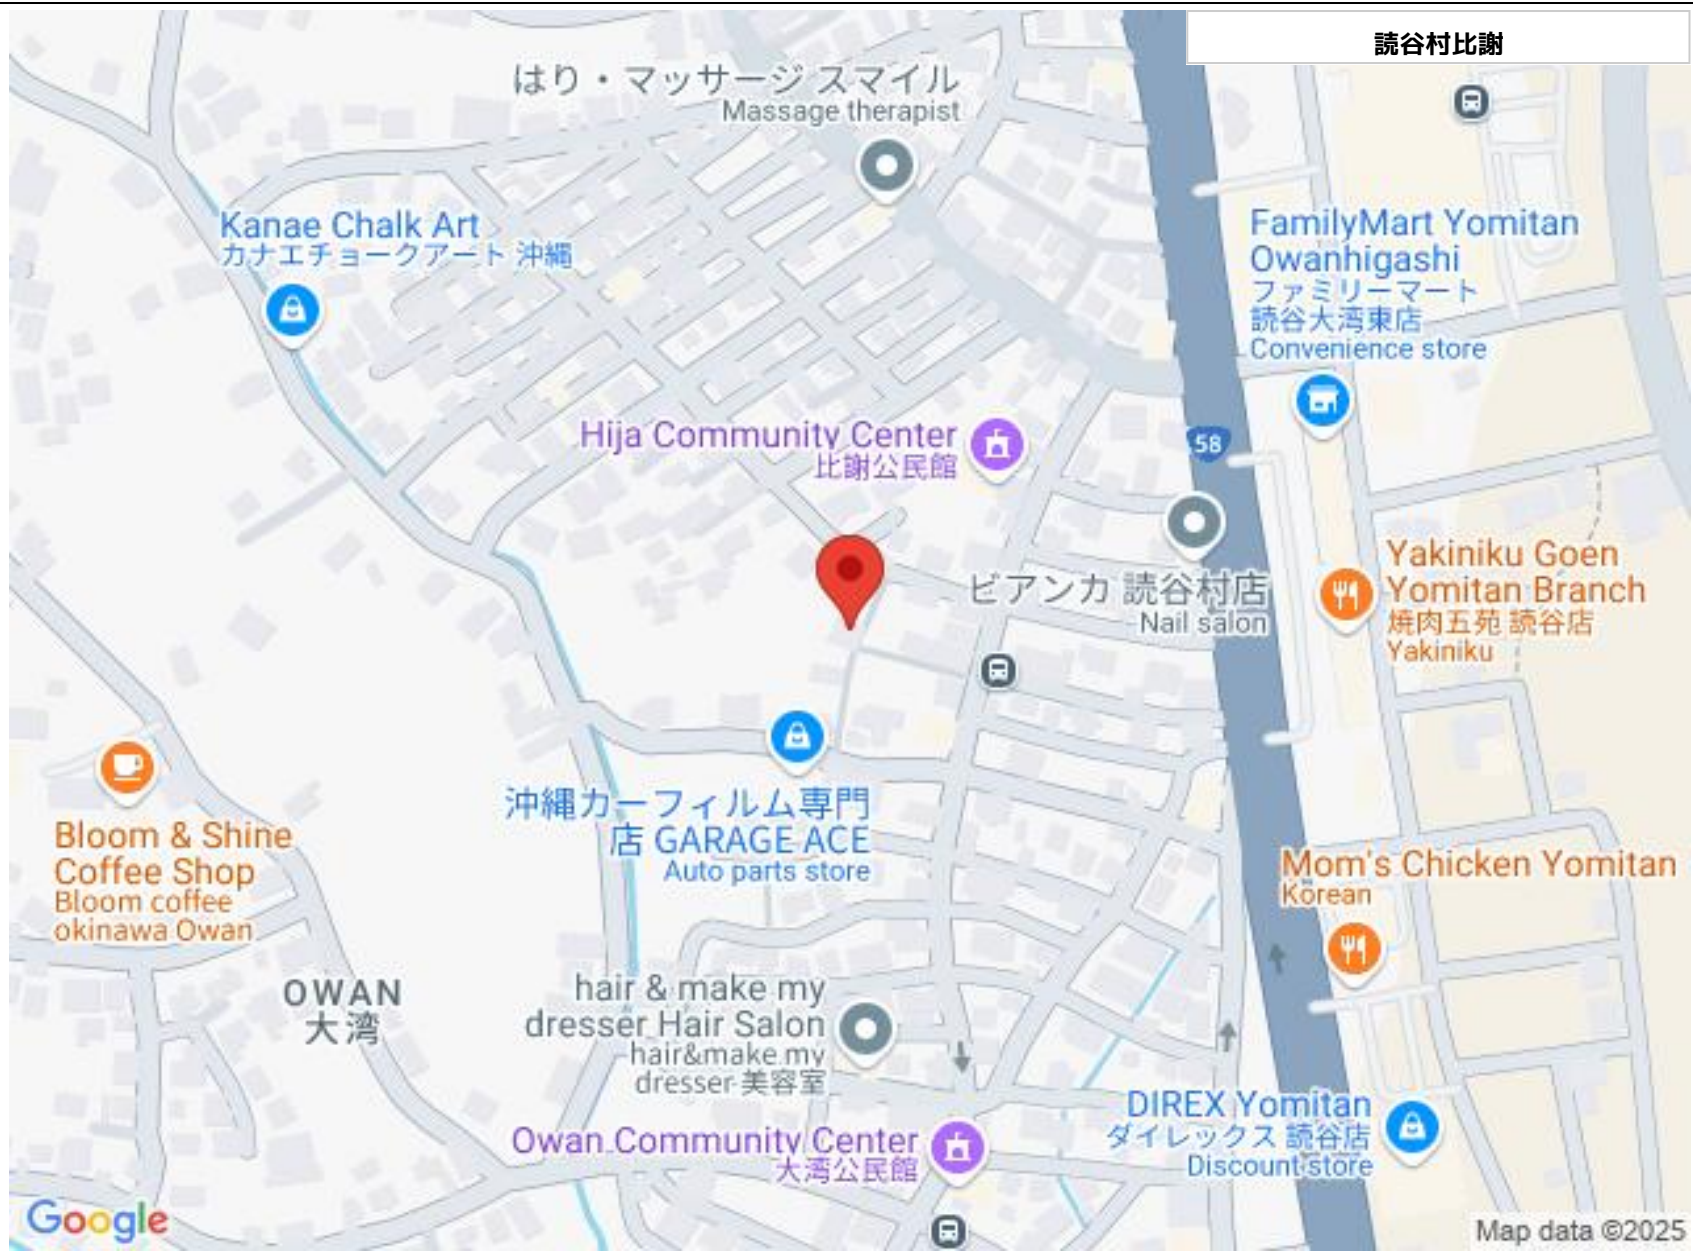 読谷村比謝
はり・マッサージ スマイル
Massage therapist
Kanae Chalk Art
カナエチョークアート 沖縄
FamilyMart Yomitan
Owanhigashi
ファミリーマート
読谷大湾東店
Convenience store
Hija Community Center
比謝公民館
58
ビアンカ 読谷村店
Nail salon
Yakiniku Goen
Yomitan Branch
焼肉五苑 読谷店
Yakiniku
沖縄カーフィルム専門
店 GARAGE ACE
Auto parts store
Bloom & Shine
Coffee Shop
Bloom coffee
okinawa Owan
Mom's Chicken Yomitan
Korean
OWAN
大湾
hair & make my
dresser Hair Salon
hair&make my
dresser 美容室
DIREX Yomitan
ダイレックス 読谷店
Discount store
Owan Community Center
大湾公民館
Google
Map data ©2025